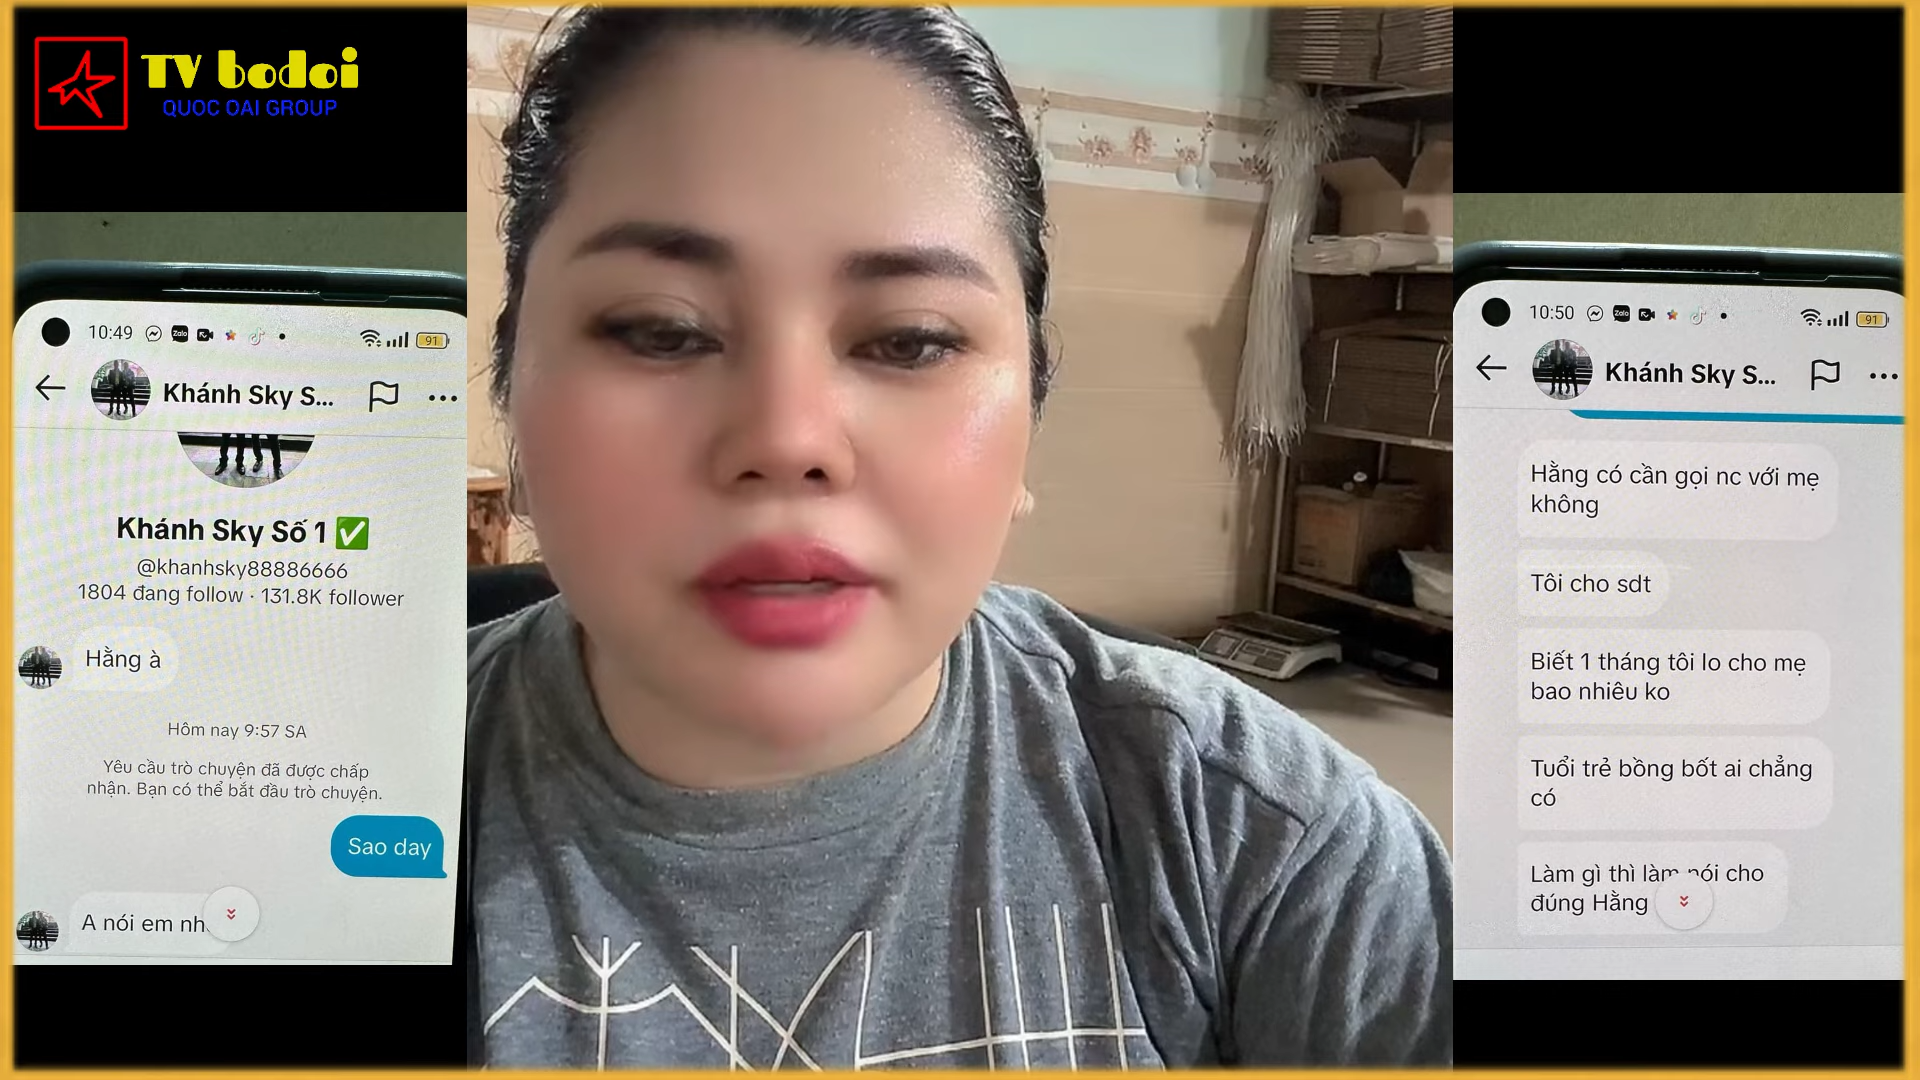 TV bodoi
QUOC OAI GROUP
10:49
Zalo
91
Khánh Sky S...
Khánh Sky Số 1
@khanhsky88886666
1804 đang follow · 131.8K follower
Hằng à
Hôm nay 9:57 SA
Yêu cầu trò chuyện đã được chấp
nhận. Bạn có thể bắt đầu trò chuyện.
Sao day
A nói em nh
10:50
Zalo
91
Khánh Sky S...
Hằng có cần gọi nc với mẹ
không
Tôi cho sdt
Biết 1 tháng tôi lo cho mẹ
bao nhiêu ko
Tuổi trẻ bồng bốt ai chẳng
có
Làm gì thì làm nói cho
đúng Hằng